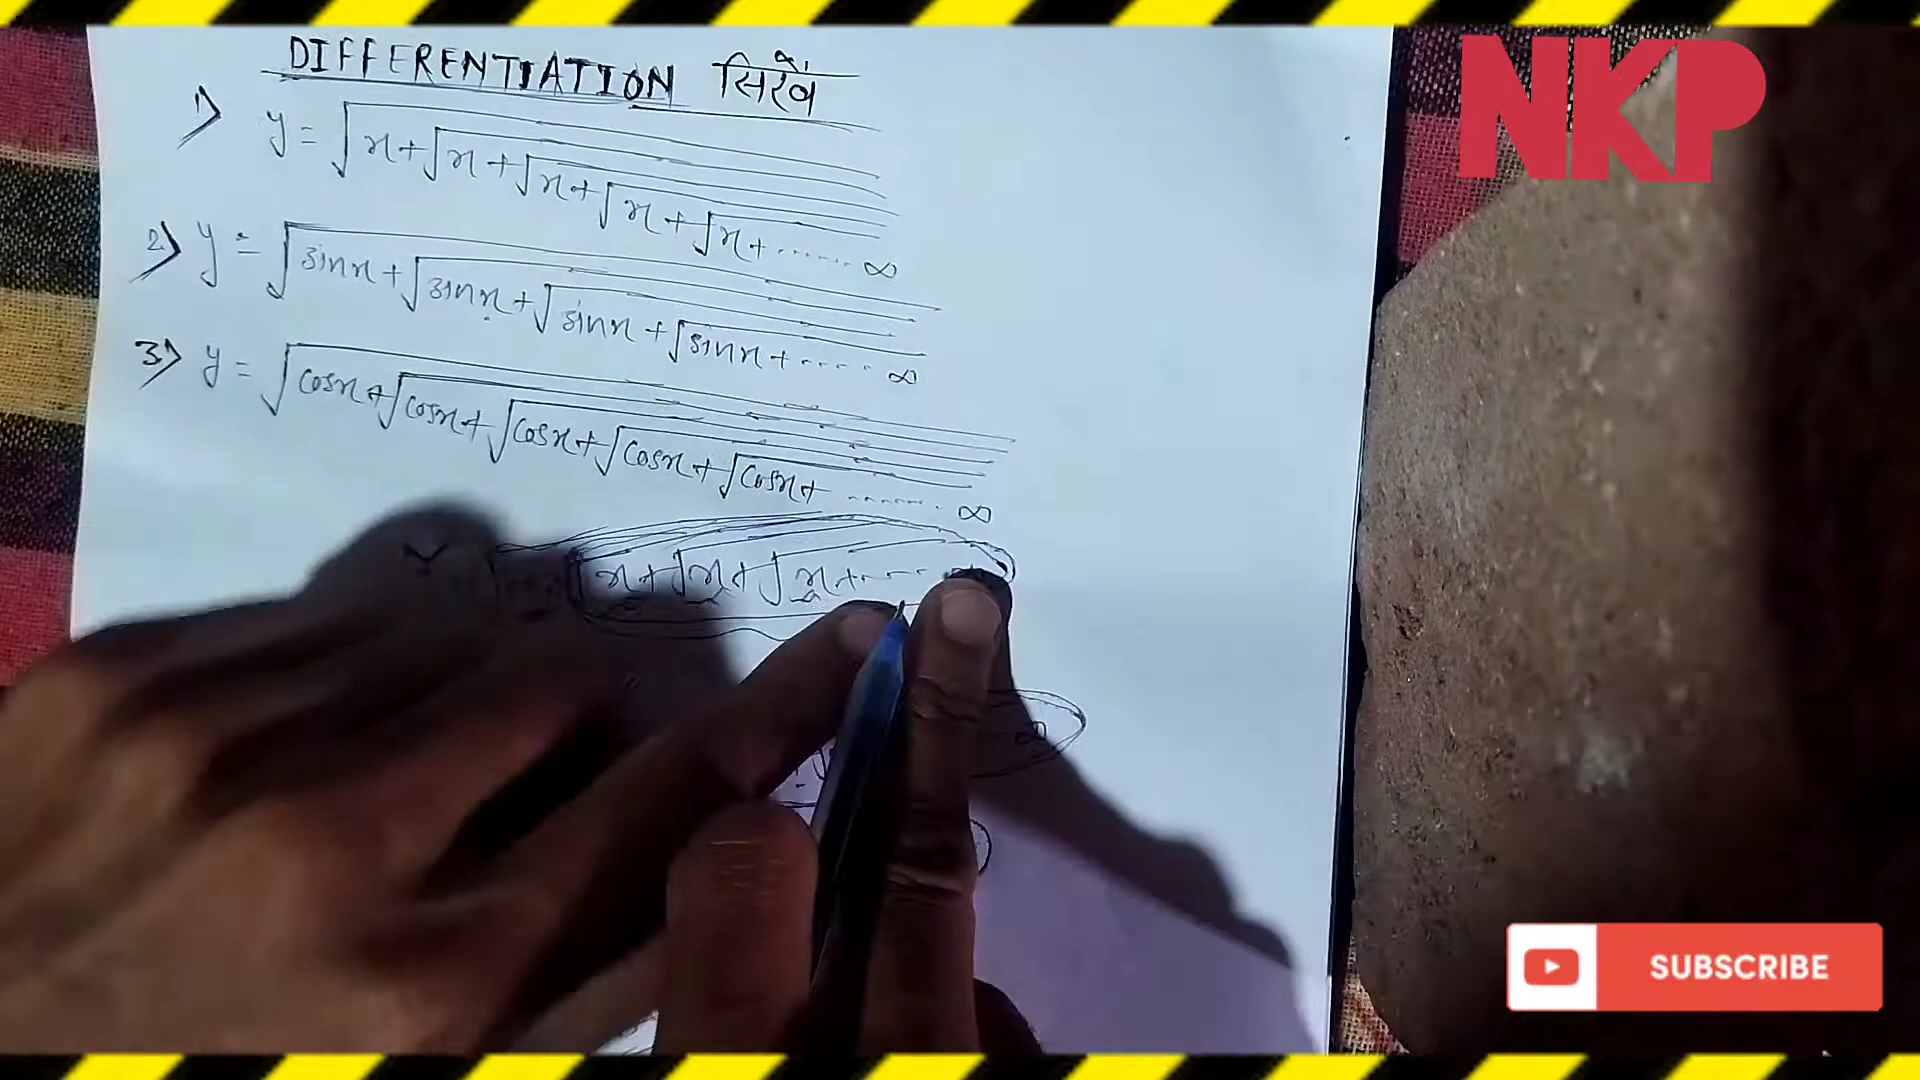 DIFFERENTIATION सिखें
NKP
1) y = √x+√x+√x+√x+√x+ ...... ∞
2) y = √sinx+√sinx+√sinx+√sinx+ ..... ∞
3) y = √cosx+√cosx+√cosx+√cosx+√cosx+ ....... ∞
√x+√x+√x+....
∞
SUBSCRIBE